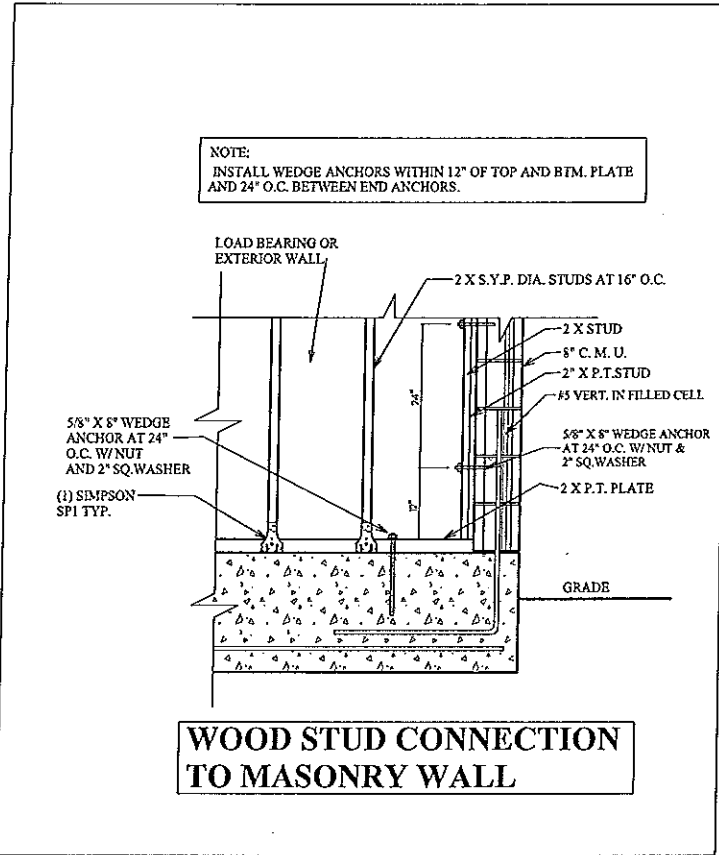 NOTE:
INSTALL WEDGE ANCHORS WITHIN 12" OF TOP AND BTM. PLATE
AND 24" O.C. BETWEEN END ANCHORS.
LOAD BEARING OR
EXTERIOR WALL
2 X S.Y.P. DIA. STUDS AT 16" O.C.
2 X STUD
8" C. M. U.
2" X P.T.STUD
#5 VERT. IN FILLED CELL
24"
5/8" X 8" WEDGE
ANCHOR AT 24"
O.C. W/ NUT
AND 2" SQ.WASHER
5/8" X 8" WEDGE ANCHOR
AT 24" O.C. W/ NUT &
2" SQ.WASHER
12"
2 X P.T. PLATE
(1) SIMPSON
SP1 TYP.
GRADE
WOOD STUD CONNECTION
TO MASONRY WALL